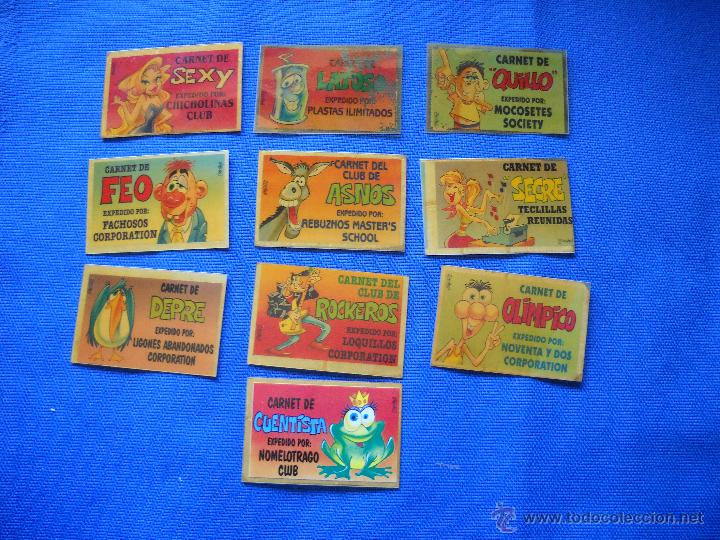 CARNET DE
SEXY
EXPEDIDO POR:
CHICHOLINAS
CLUB
CARNET DE
LATOSO
EXPEDIDO POR:
PLASTAS ILIMITADOS
CARNET DE
"QUILLO"
EXPEDIDO POR:
MOCOSETES
SOCIETY
CARNET DE
FEO
EXPEDIDO POR:
FACHOSOS
CORPORATION
CARNET DEL
CLUB DE
ASNOS
EXPEDIDO POR:
REBUZNOS MASTER'S
SCHOOL
CARNET DE
"SECRE"
TECLILLAS
REUNIDAS
CARNET DE
DEPRE
EXPEDIDO POR:
LIGONES ABANDONADOS
CORPORATION
CARNET DEL
CLUB DE
ROCKEROS
EXPEDIDO POR:
LOQUILLOS
CORPORATION
CARNET DE
OLÍMPICO
EXPEDIDO POR:
NOVENTA Y DOS
CORPORATION
CARNET DE
CUENTISTA
EXPEDIDO POR:
NOMELOTRAGO
CLUB
www.todocoleccion.net